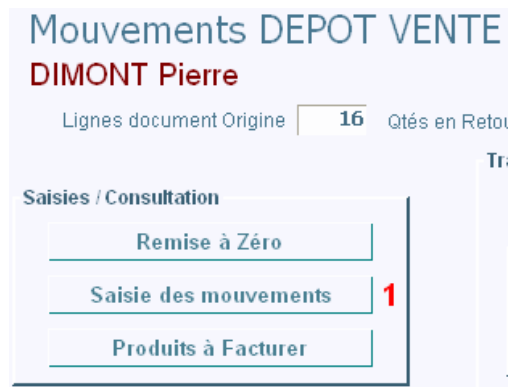 Mouvements DEPOT VENTE
DIMONT Pierre
Lignes document Origine 16 Qtés en
Saisies / Consultation
Remise à Zéro
Saisie des mouvements 1
Produits à Facturer